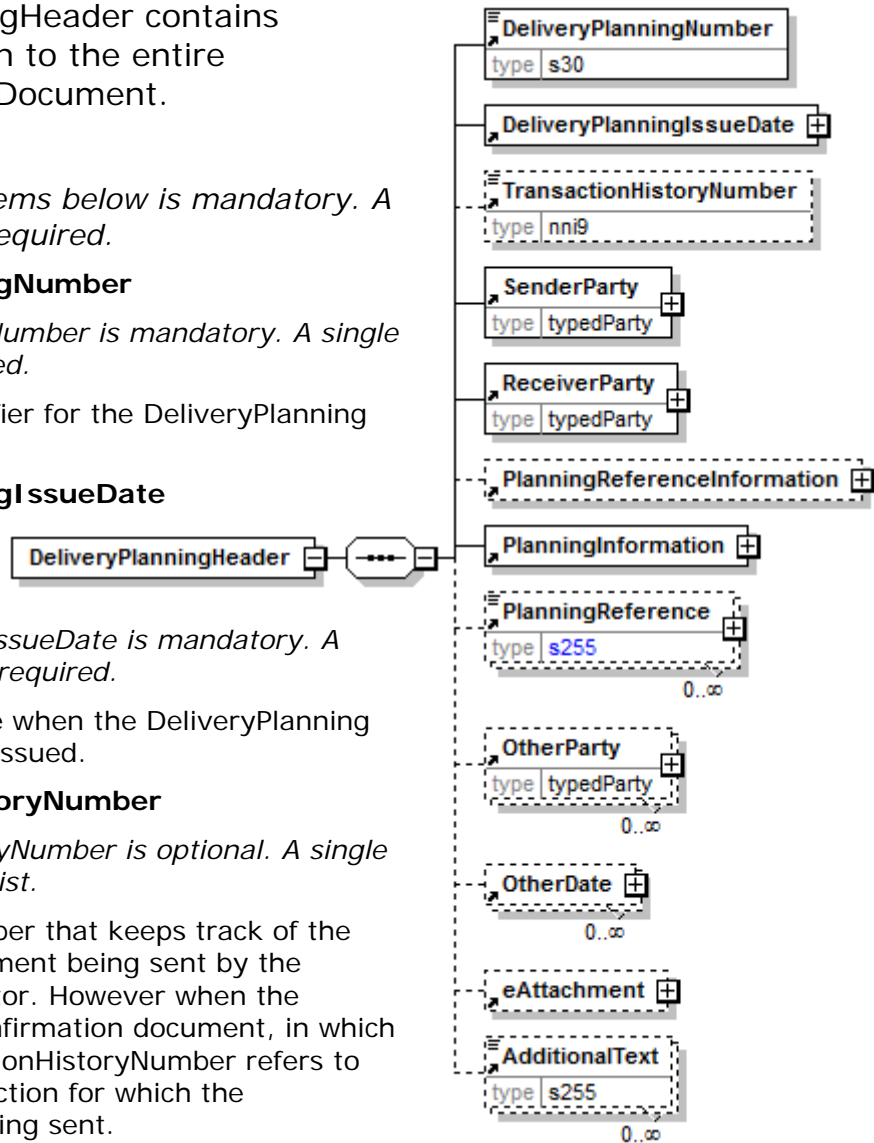 gHeader contains
n to the entire
Document.
ems below is mandatory. A
equired.
gNumber
Number is mandatory. A single
ed.
ier for the DeliveryPlanning
gIssueDate
ssueDate is mandatory. A
required.
e when the DeliveryPlanning
issued.
oryNumber
yNumber is optional. A single
ist.
ber that keeps track of the
ment being sent by the
tor. However when the
nfirmation document, in which
onHistoryNumber refers to
ction for which the
ing sent.
DeliveryPlanningHeader
DeliveryPlanningNumber
type s30
DeliveryPlanningIssueDate
TransactionHistoryNumber
type nni9
SenderParty
type typedParty
ReceiverParty
type typedParty
PlanningReferenceInformation
PlanningInformation
PlanningReference
type s255
0..∞
OtherParty
type typedParty
0..∞
OtherDate
0..∞
eAttachment
AdditionalText
type s255
0..∞